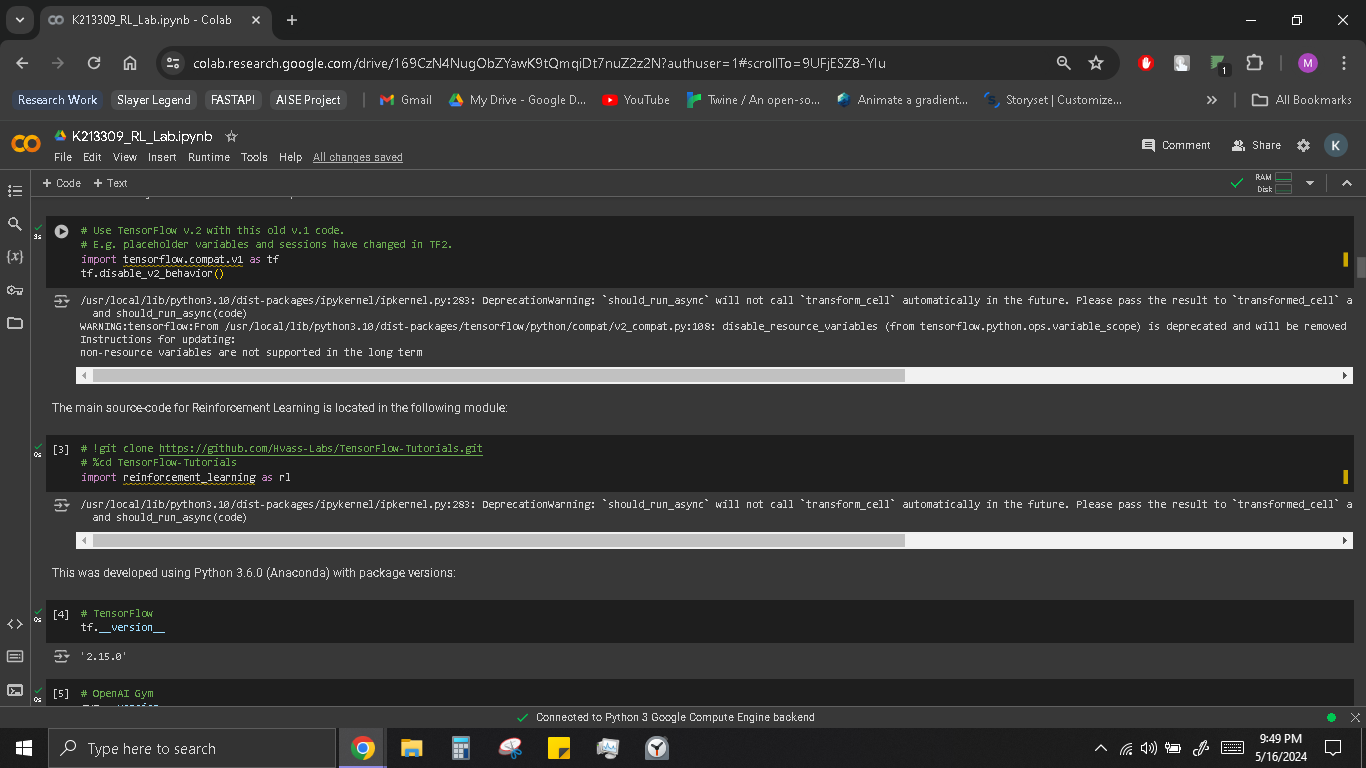 K213309_RL_Lab.ipynb - Colab
colab.research.google.com/drive/169CzN4NugObZYawK9tQmqiDt7nuZ2z2N?authuser=1#scrollTo=9UFjESZ8-YIu
1
M
Research Work
Slayer Legend
FASTAPI
AISE Project
Gmail
My Drive - Google D...
YouTube
Twine / An open-so...
Animate a gradient...
Storyset | Customize...
All Bookmarks
K213309_RL_Lab.ipynb
File Edit View Insert Runtime Tools Help All changes saved
Comment
Share
K
+ Code + Text
RAM
Disk
3s
# Use TensorFlow v.2 with this old v.1 code.
# E.g. placeholder variables and sessions have changed in TF2.
import tensorflow.compat.v1 as tf
tf.disable_v2_behavior()
/usr/local/lib/python3.10/dist-packages/ipykernel/ipkernel.py:283: DeprecationWarning: `should_run_async` will not call `transform_cell` automatically in the future. Please pass the result to `transformed_cell` a
and should_run_async(code)
WARNING:tensorflow:From /usr/local/lib/python3.10/dist-packages/tensorflow/python/compat/v2_compat.py:108: disable_resource_variables (from tensorflow.python.ops.variable_scope) is deprecated and will be removed
Instructions for updating:
non-resource variables are not supported in the long term
The main source-code for Reinforcement Learning is located in the following module:
0s
[3] # !git clone https://github.com/Hvass-Labs/TensorFlow-Tutorials.git
# %cd TensorFlow-Tutorials
import reinforcement_learning as rl
/usr/local/lib/python3.10/dist-packages/ipykernel/ipkernel.py:283: DeprecationWarning: `should_run_async` will not call `transform_cell` automatically in the future. Please pass the result to `transformed_cell` a
and should_run_async(code)
This was developed using Python 3.6.0 (Anaconda) with package versions:
0s
[4] # TensorFlow
tf.__version__
'2.15.0'
0s
[5] # OpenAI Gym
Connected to Python 3 Google Compute Engine backend
Type here to search
9:49 PM
5/16/2024